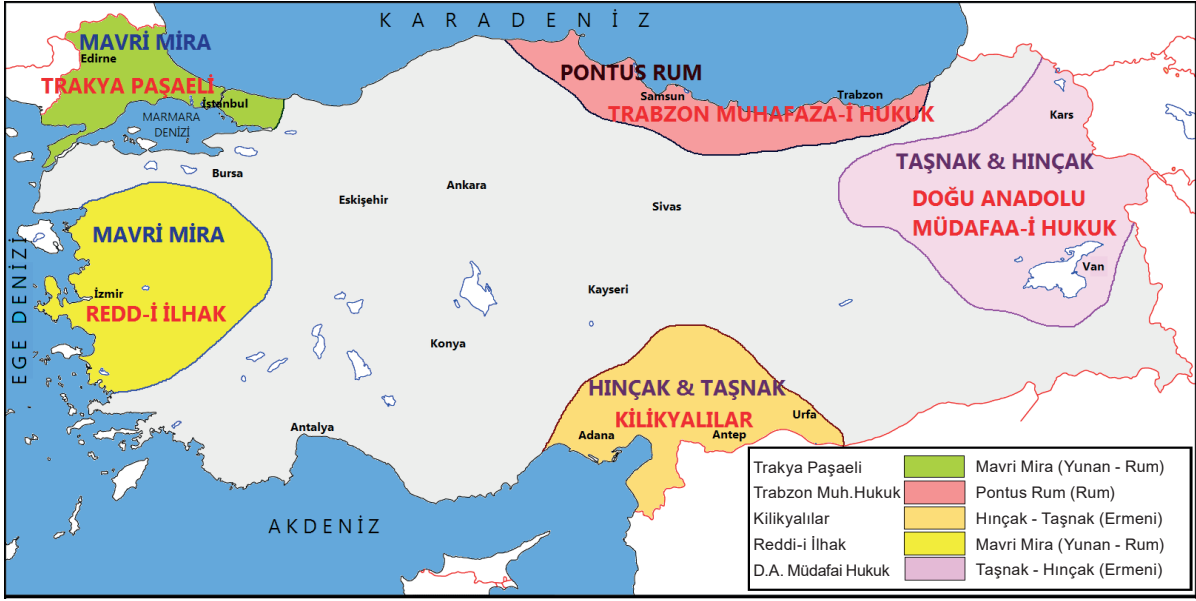 KARADENİZ
MAVRİ MİRA
Edirne
TRAKYA PAŞAELİ
İstanbul
MARMARA
DENİZİ
PONTUS RUM
Samsun
Trabzon
TRABZON MUHAFAZA-İ HUKUK
Kars
TAŞNAK & HINÇAK
DOĞU ANADOLU
MÜDAFAA-İ HUKUK
Van
Bursa
Eskişehir
Ankara
Sivas
MAVRİ MİRA
İzmir
REDD-İ İLHAK
EGE DENİZİ
Kayseri
Konya
HINÇAK & TAŞNAK
KİLİKYALILAR
Urfa
Adana
Antep
Antalya
AKDENİZ
Trakya Paşaeli Mavri Mira (Yunan - Rum)
Trabzon Muh.Hukuk Pontus Rum (Rum)
Kilikyalılar Hınçak - Taşnak (Ermeni)
Reddi-i İlhak Mavri Mira (Yunan - Rum)
D.A. Müdafai Hukuk Taşnak - Hınçak (Ermeni)